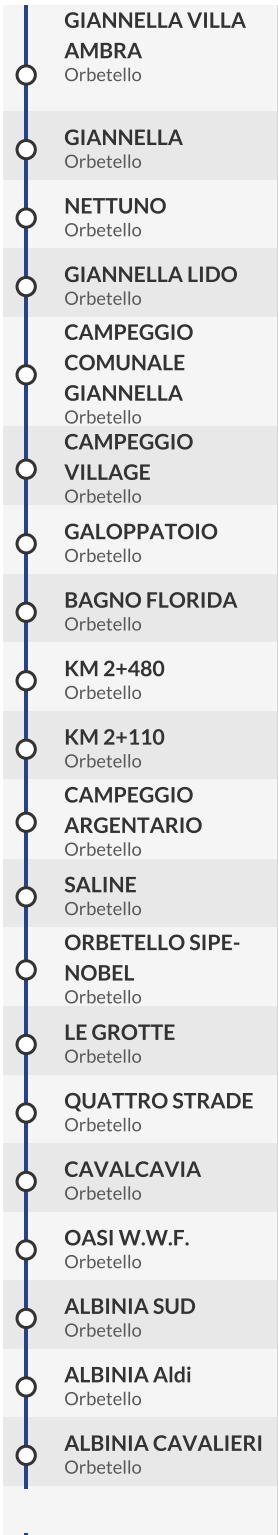 GIANNELLA VILLA
AMBRA
Orbetello
GIANNELLA
Orbetello
NETTUNO
Orbetello
GIANNELLA LIDO
Orbetello
CAMPEGGIO
COMUNALE
GIANNELLA
Orbetello
CAMPEGGIO
VILLAGE
Orbetello
GALOPPATOIO
Orbetello
BAGNO FLORIDA
Orbetello
KM 2+480
Orbetello
KM 2+110
Orbetello
CAMPEGGIO
ARGENTARIO
Orbetello
SALINE
Orbetello
ORBETELLO SIPE-
NOBEL
Orbetello
LE GROTTE
Orbetello
QUATTRO STRADE
Orbetello
CAVALCAVIA
Orbetello
OASI W.W.F.
Orbetello
ALBINIA SUD
Orbetello
ALBINIA Aldi
Orbetello
ALBINIA CAVALIERI
Orbetello